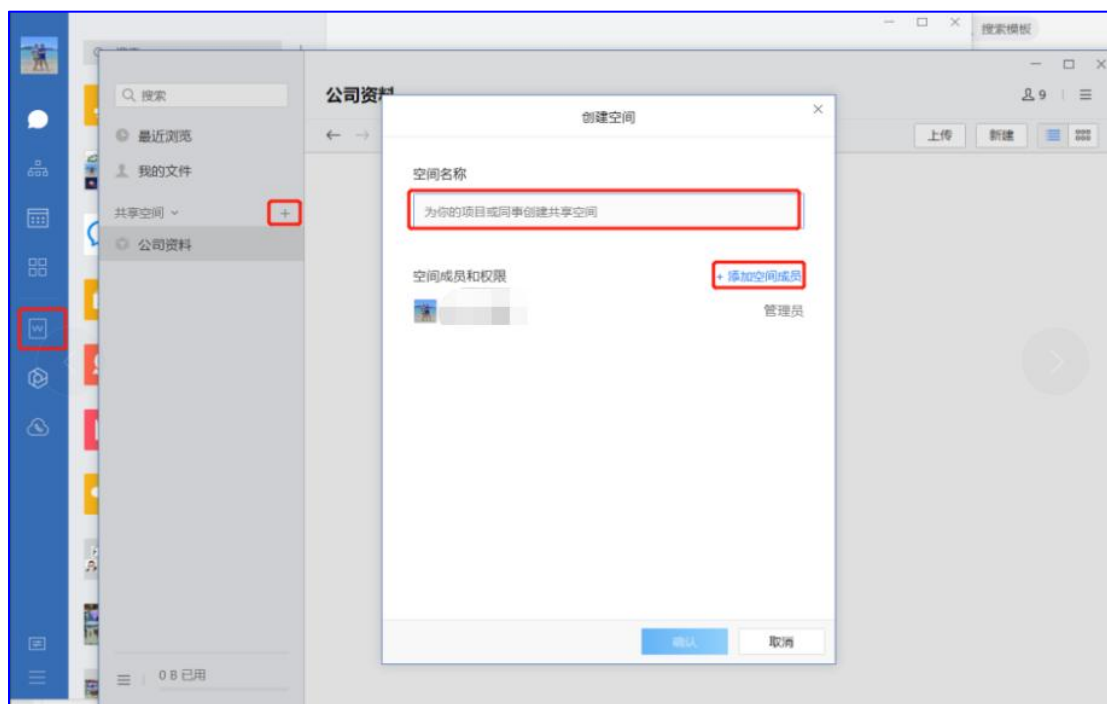 搜索模板
搜索
公司资料
9
创建空间
最近浏览
上传
新建
我的文件
空间名称
共享空间
为你的项目或同事创建共享空间
公司资料
空间成员和权限
+ 添加空间成员
管理员
确认
取消
0 B 已用